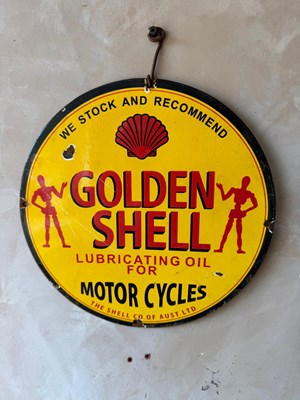 WE STOCK AND RECOMMEND
GOLDEN
SHELL
LUBRICATING OIL
FOR
MOTOR CYCLES
THE SHELL CO OF AUST. LTD